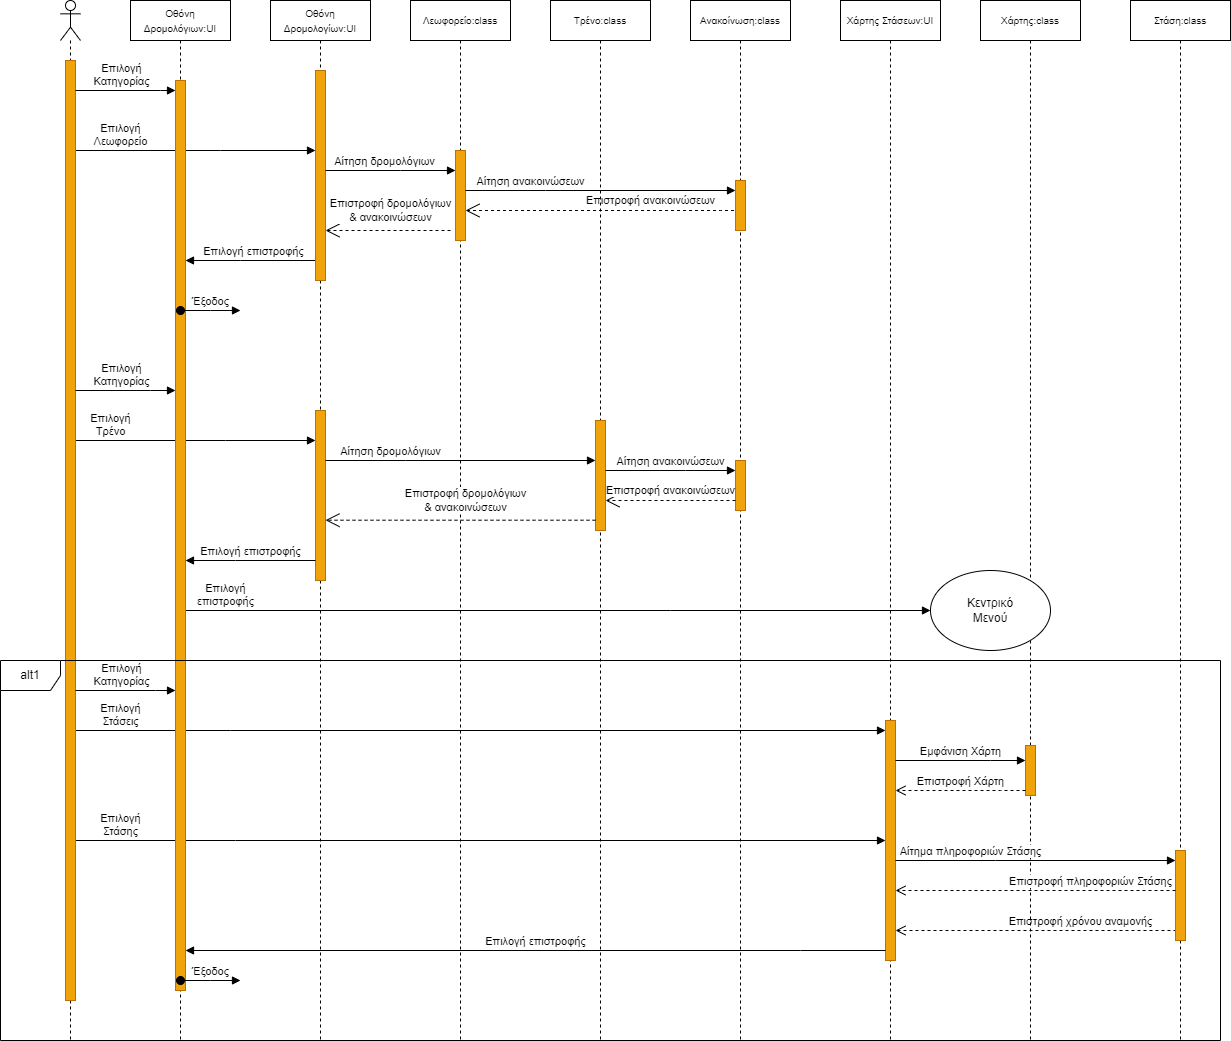 Οθόνη
Δρομολόγιων:UI
Οθόνη
Δρομολογίων:UI
Λεωφορείο:class
Τρένο:class
Ανακοίνωση:class
Χάρτης Στάσεων:UI
Χάρτης:class
Στάση:class
Επιλογή
Κατηγορίας
Επιλογή
Λεωφορείο
Αίτηση δρομολόγιων
Αίτηση ανακοινώσεων
Επιστροφή ανακοινώσεων
Επιστροφή δρομολόγιων
& ανακοινώσεων
Επιλογή επιστροφής
Έξοδος
Επιλογή
Κατηγορίας
Επιλογή
Τρένο
Αίτηση δρομολόγιων
Αίτηση ανακοινώσεων
Επιστροφή ανακοινώσεων
Επιστροφή δρομολόγιων
& ανακοινώσεων
Επιλογή επιστροφής
Επιλογή
επιστροφής
Κεντρικό
Μενού
alt1
Επιλογή
Κατηγορίας
Επιλογή
Στάσεις
Εμφάνιση Χάρτη
Επιστροφή Χάρτη
Επιλογή
Στάσης
Αίτημα πληροφοριών Στάσης
Επιστροφή πληροφοριών Στάσης
Επιστροφή χρόνου αναμονής
Επιλογή επιστροφής
Έξοδος